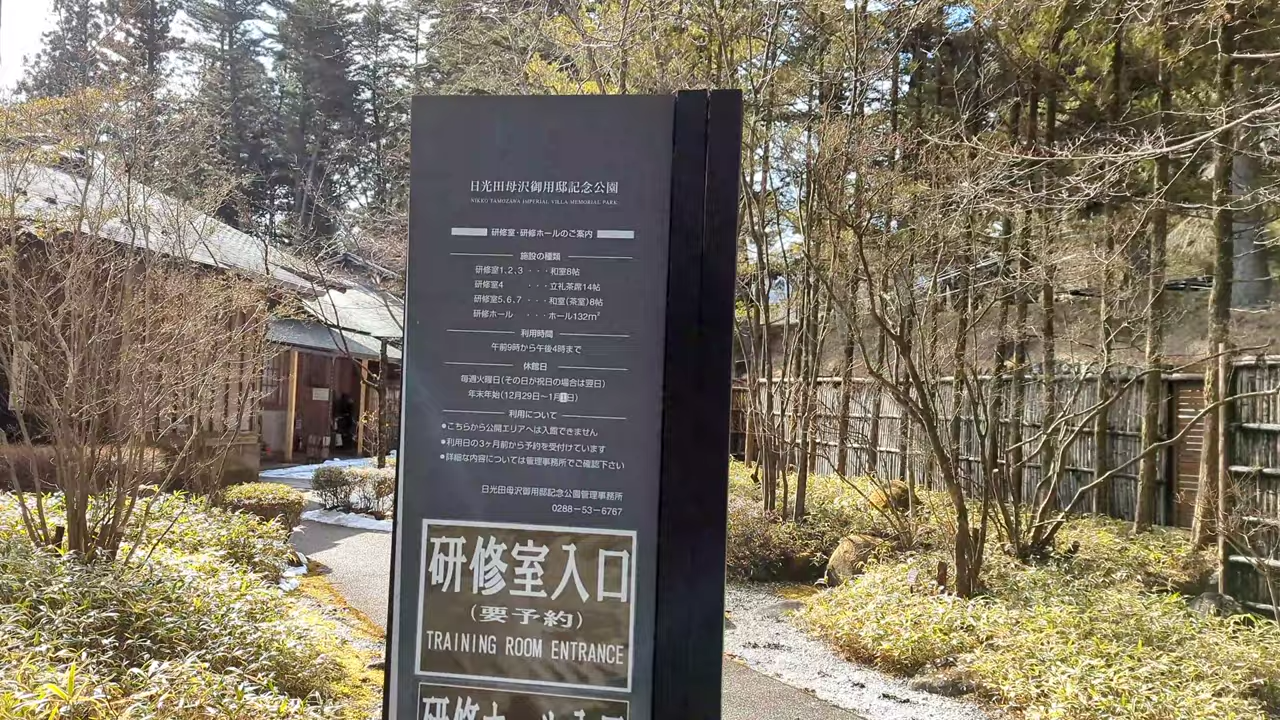 日光田母沢御用邸記念公園
NIKKO TAMOZAWA IMPERIAL VILLA MEMORIAL PARK
研修室·研修ホールのご案内
施設の種類
研修室1,2,3 ···和室8帖
研修室4 ···立礼茶席14帖
研修室5,6,7 ···和室(茶室)8帖
研修ホール ···ホール132m²
利用時間
午前9時から午後4時まで
休館日
毎週火曜日(その日が祝日の場合は翌日)
年末年始(12月29日〜1月1日)
利用について
●こちらから公開エリアへは入館できません
●利用日の3ヶ月前から予約を受付けています
●詳細な内容については管理事務所でご確認下さい
日光田母沢御用邸記念公園管理事務所
0288-53-6767
研修室入口
(要予約)
TRAINING ROOM ENTRANCE
研修ホール入口